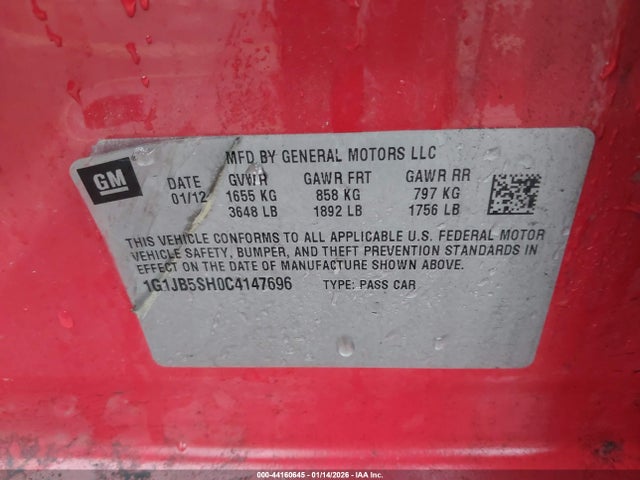 MFD BY GENERAL MOTORS LLC
GM
DATE GVWR GAWR FRT GAWR RR
01/12 1655 KG 858 KG 797 KG
3648 LB 1892 LB 1756 LB
THIS VEHICLE CONFORMS TO ALL APPLICABLE U.S. FEDERAL MOTOR
VEHICLE SAFETY, BUMPER, AND THEFT PREVENTION STANDARDS IN
EFFECT ON THE DATE OF MANUFACTURE SHOWN ABOVE.
1G1JB5SH0C4147696 TYPE: PASS CAR
000-44160645 - 01/14/2026 - IAA Inc.